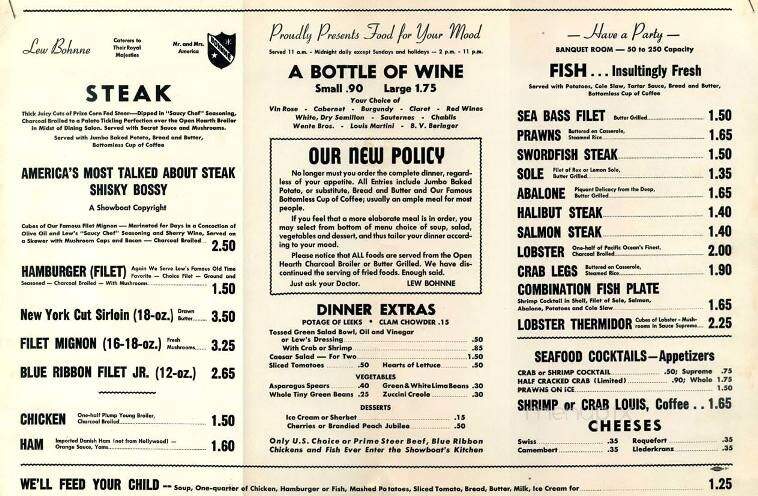 Lew Bohnne
Caterers to
Their Royal
Majesties
Mr. and Mrs.
America
STEAK
Thick Juicy Cuts of Prize Corn Fed Steer—Dipped in "Saucy Chef" Seasoning,
Charcoal Broiled to a Palate Tickling Perfection over the Open Hearth Broiler
in Midst of Dining Salon. Served with Secret Sauce and Mushrooms.
Served with Jumbo Baked Potato, Bread and Butter,
Bottomless Cup of Coffee
AMERICA'S MOST TALKED ABOUT STEAK
SHISKY BOSSY
A Showboat Copyright
Cubes of Our Famous Filet Mignon — Marinated for Days in a Concoction of
Olive Oil and Lew's "Saucy Chef" Seasoning and Sherry Wine, Served on
a Skewer with Mushroom Caps and Bacon — Charcoal Broiled... 2.50
HAMBURGER (FILET) Again We Serve Lew's Famous Old Time
Favorite — Choice Filet — Ground and
Seasoned — Charcoal Broiled — With Mushrooms... 1.50
New York Cut Sirloin (18-oz.) Drawn Butter... 3.50
FILET MIGNON (16-18-oz.) Fresh Mushrooms... 3.25
BLUE RIBBON FILET JR. (12-oz.) 2.65
CHICKEN One-half Plump Young Broiler, Charcoal Broiled... 1.50
HAM Imported Danish Ham (not from Hollywood) — Orange Sauce, Yams... 1.60
Proudly Presents Food for Your Mood
Served 11 a.m. - Midnight daily except Sundays and holidays — 2 p.m. - 11 p.m.
A BOTTLE OF WINE
Small .90 Large 1.75
Your Choice of
Vin Rose - Cabernet - Burgundy - Claret - Red Wines
White, Dry Semillon - Sauternes - Chablis
Wente Bros. - Louis Martini - B. V. Beringer
OUR NEW POLICY
No longer must you order the complete dinner, regard-
less of your appetite. All Entries include Jumbo Baked
Potato, or substitute, Bread and Butter and Our Famous
Bottomless Cup of Coffee; usually an ample meal for most
people.
If you feel that a more elaborate meal is in order, you
may select from bottom of menu choice of soup, salad,
vegetables and dessert, and thus tailor your dinner accord-
ing to your mood.
Please notice that ALL foods are served from the Open
Hearth Charcoal Broiler or Butter Grilled. We have dis-
continued the serving of fried foods. Enough said.
Just ask your Doctor. LEW BOHNNE
DINNER EXTRAS
POTAGE OF LEEKS • CLAM CHOWDER .15
Tossed Green Salad Bowl, Oil and Vinegar
or Low's Dressing... .50
With Crab or Shrimp... .85
Caesar Salad — For Two... 1.50
Sliced Tomatoes... .50 Hearts of Lettuce... .50
VEGETABLES
Asparagus Spears... .40 Green & White Lima Beans .30
Whole Tiny Green Beans .25 Zuccini Creole... .30
DESSERTS
Ice Cream or Sherbet... .15
Cherries or Brandied Peach Jubilee... .50
Only U.S. Choice or Prime Steer Beef, Blue Ribbon
Chickens and Fish Ever Enter the Showboat's Kitchen
— Have a Party —
BANQUET ROOM — 50 to 250 Capacity
FISH ... Insultingly Fresh
Served with Potatoes, Cole Slaw, Tartar Sauce, Bread and Butter,
Bottomless Cup of Coffee
SEA BASS FILET Butter Grilled... 1.50
PRAWNS Buttered en Casserole, Steamed Rice... 1.65
SWORDFISH STEAK... 1.50
SOLE Filet of Rex or Lemon Sole, Butter Grilled... 1.35
ABALONE Piquant Delicacy from the Deep, Butter Grilled... 1.65
HALIBUT STEAK... 1.40
SALMON STEAK... 1.40
LOBSTER One-half of Pacific Ocean's Finest, Charcoal Broiled... 2.00
CRAB LEGS Buttered en Casserole, Steamed Rice... 1.90
COMBINATION FISH PLATE
Shrimp Cocktail in Shell, Filet of Sole, Salmon,
Abalone, Potatoes and Cole Slaw... 1.65
LOBSTER THERMIDOR Cubes of Lobster - Mush- rooms in Sauce Supreme... 2.25
SEAFOOD COCKTAILS—Appetizers
CRAB or SHRIMP COCKTAIL... .50; Supreme .75
HALF CRACKED CRAB (Limited)... .90; Whole 1.75
PRAWNS ON ICE... 1.50
SHRIMP or CRAB LOUIS, Coffee .. 1.65
CHEESES
Swiss... .35 Roquefort... .35
Camembert... .35 Liederkranz... .35
WE'LL FEED YOUR CHILD -- Soup, One-quarter of Chicken, Hamburger or Fish, Mashed Potatoes, Sliced Tomato, Bread, Butter, Milk, Ice Cream for... 1.25